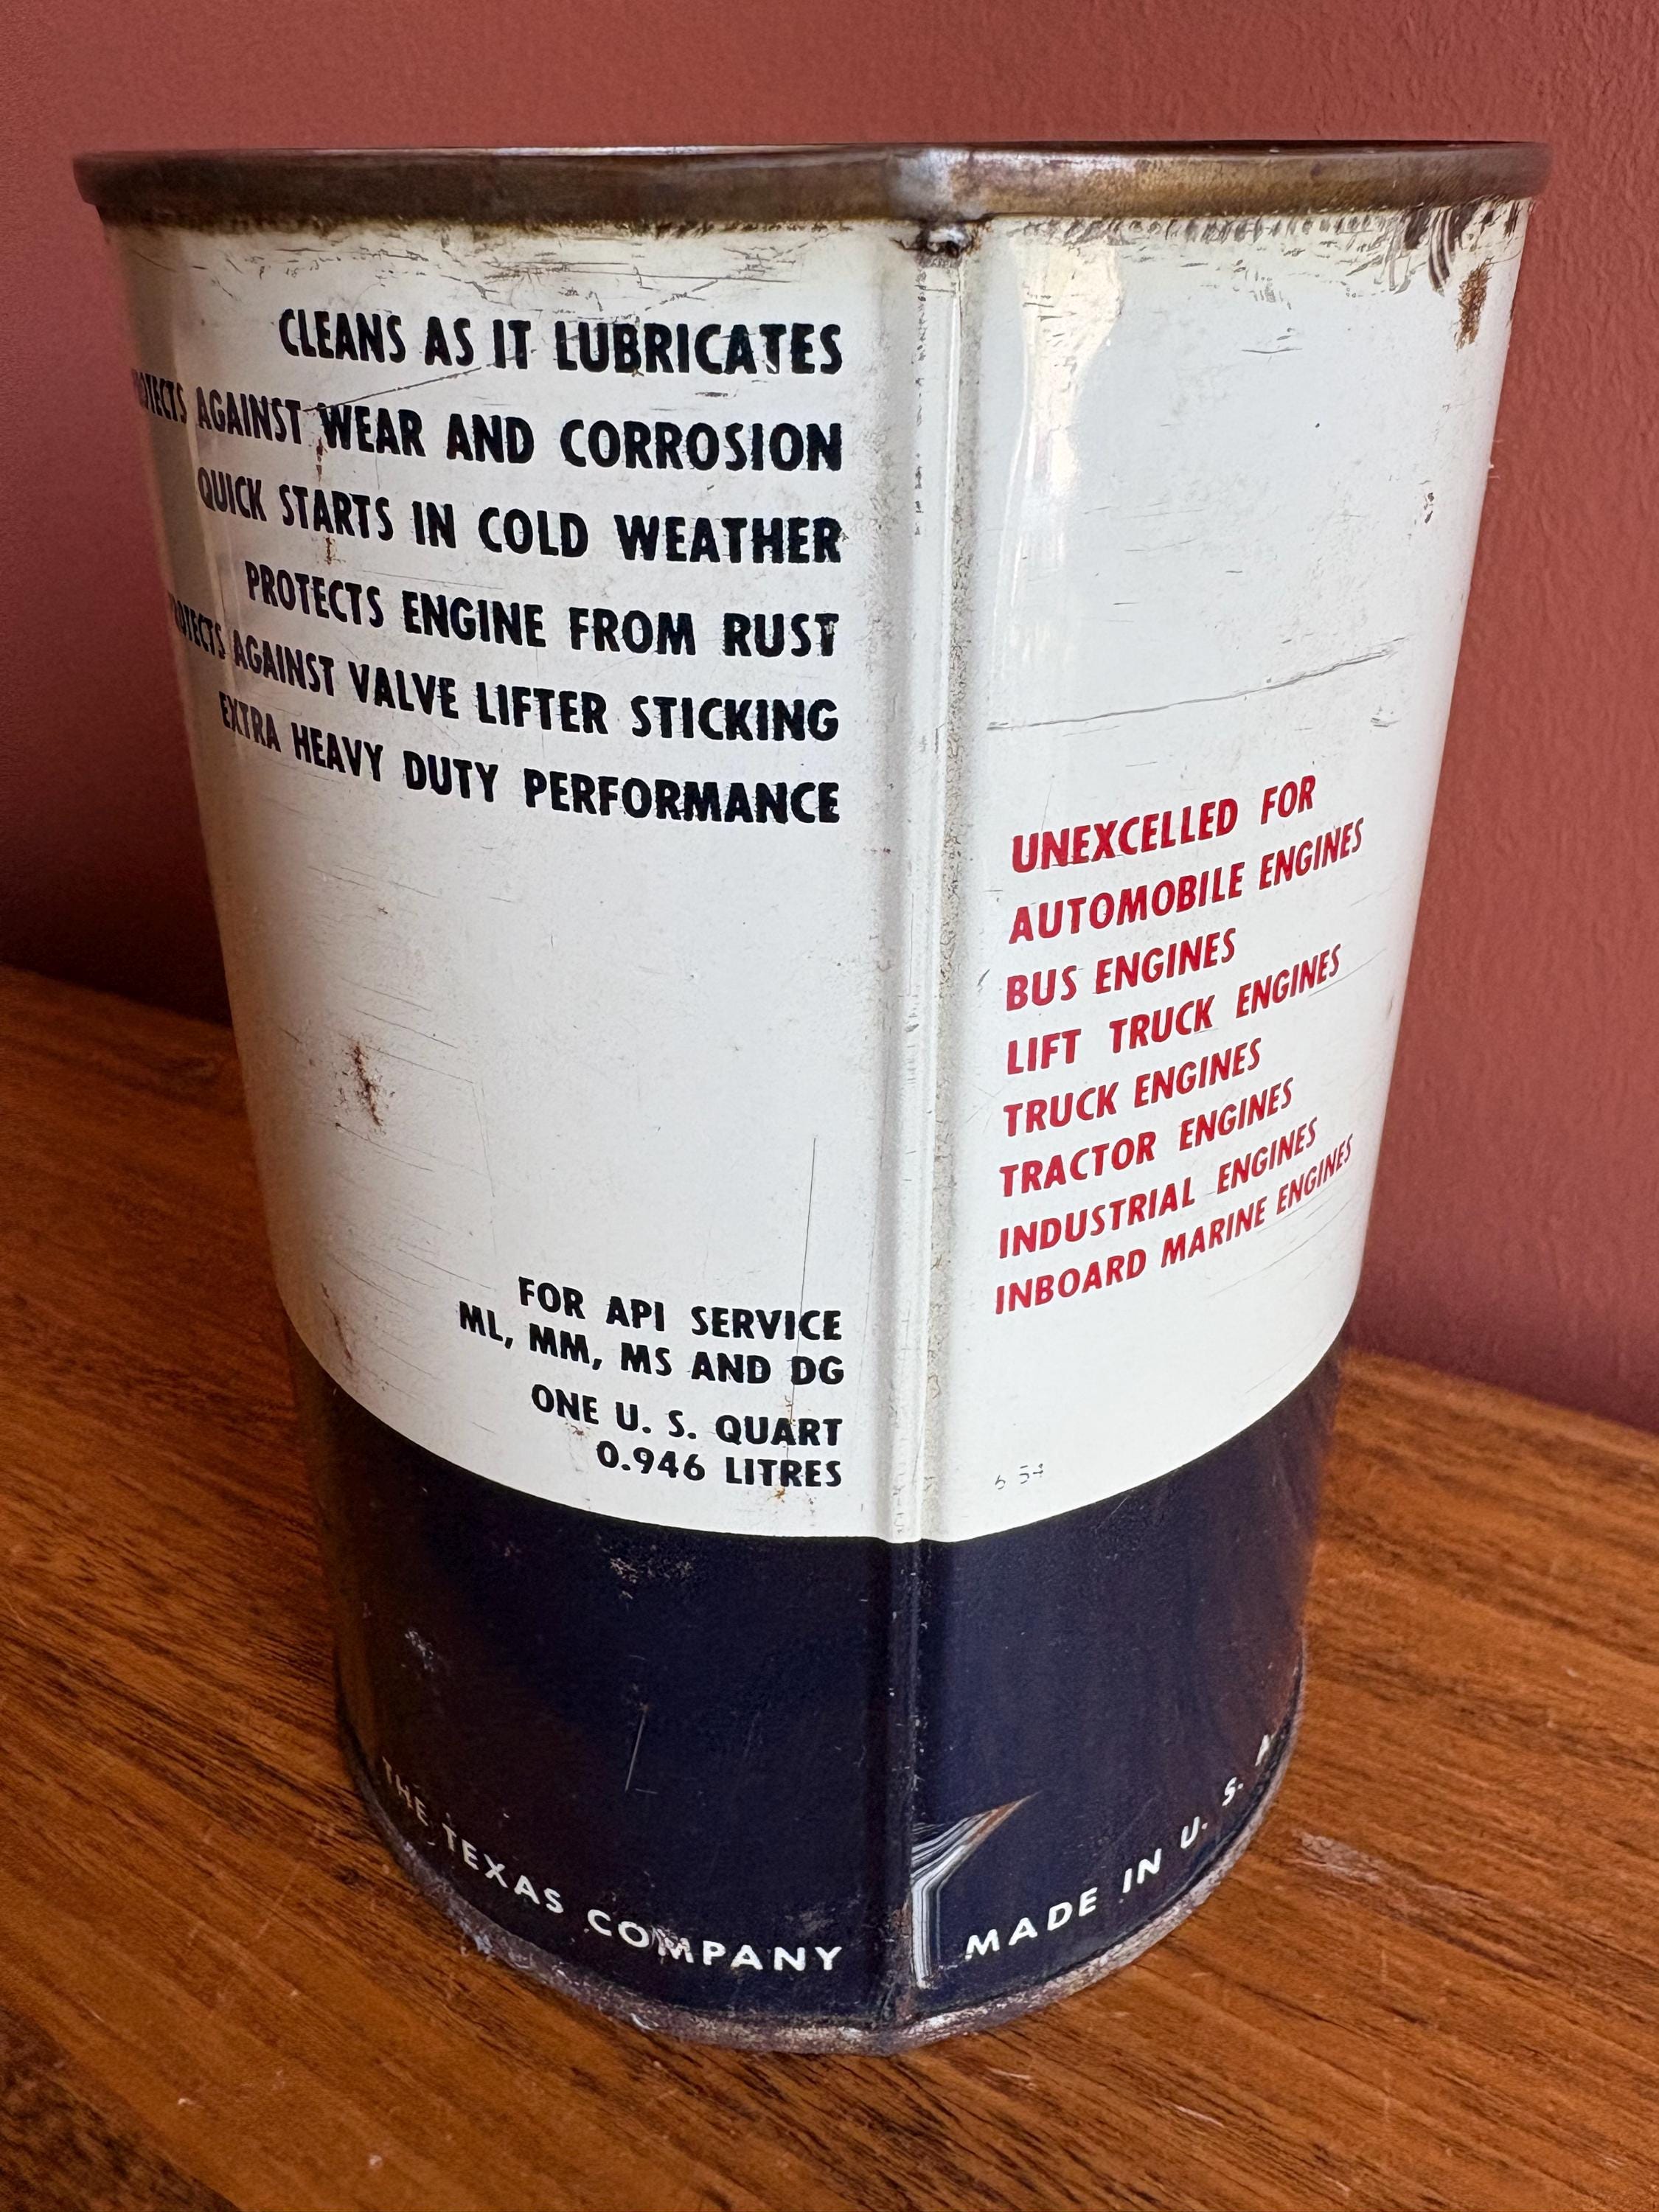 CLEANS AS IT LUBRICATES
PROTECTS AGAINST WEAR AND CORROSION
QUICK STARTS IN COLD WEATHER
PROTECTS ENGINE FROM RUST
PROTECTS AGAINST VALVE LIFTER STICKING
EXTRA HEAVY DUTY PERFORMANCE
FOR API SERVICE
ML, MM, MS AND DG
ONE U. S. QUART
0.946 LITRES
THE TEXAS COMPANY
UNEXCELLED FOR
AUTOMOBILE ENGINES
BUS ENGINES
LIFT TRUCK ENGINES
TRUCK ENGINES
TRACTOR ENGINES
INDUSTRIAL ENGINES
INBOARD MARINE ENGINES
MADE IN U. S. A.